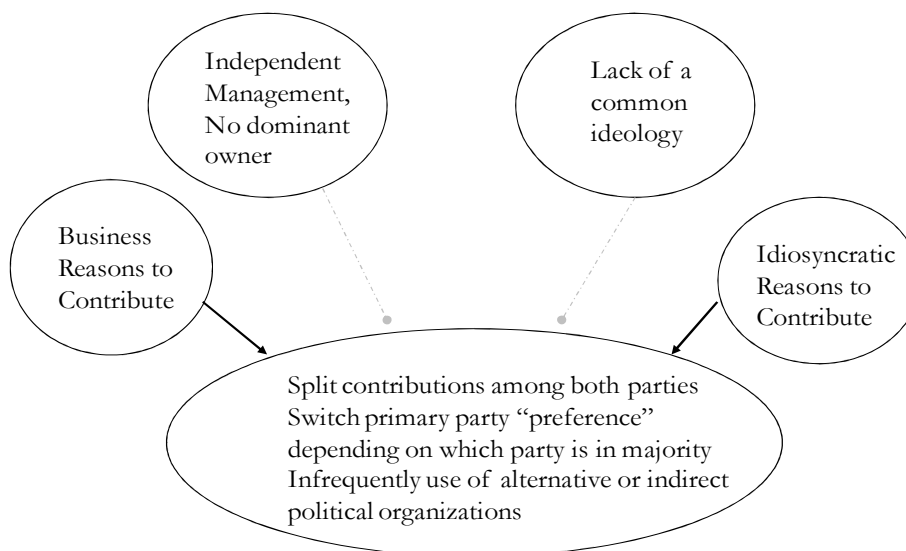 Independent
Management,
No dominant
owner
Lack of a
common
ideology
Business
Reasons to
Contribute
Idiosyncratic
Reasons to
Contribute
Split contributions among both parties
Switch primary party “preference”
depending on which party is in majority
Infrequently use of alternative or indirect
political organizations